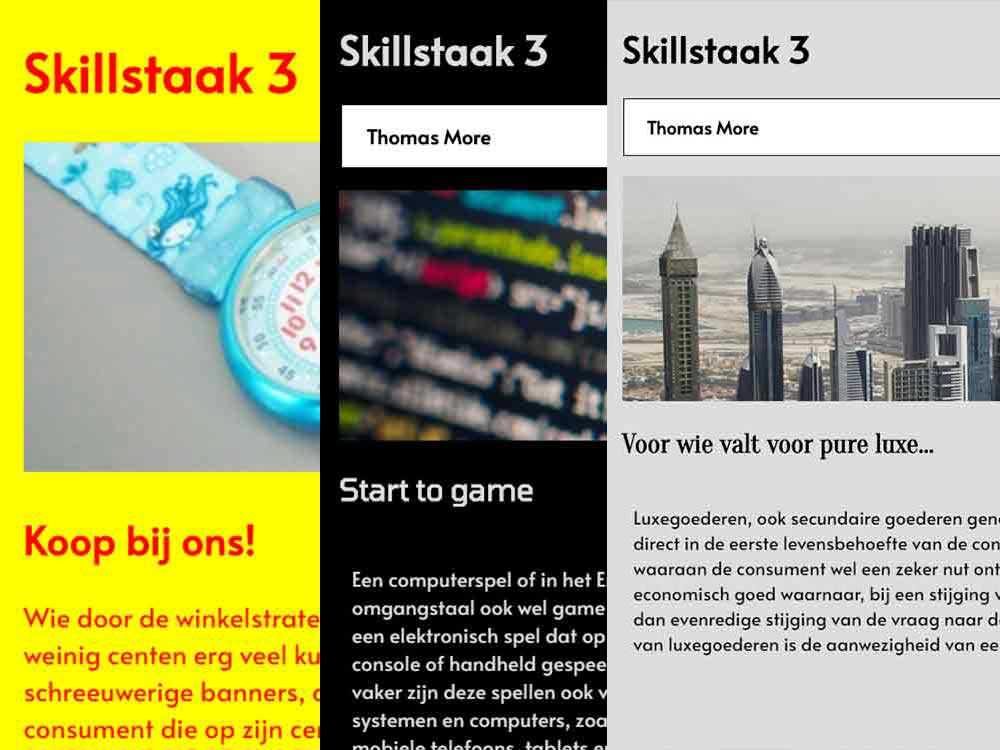 Skillstaak 3
Koop bij ons!
Wie door de winkelstrate
weinig centen erg veel ku
schreeuwerige banners,
consument die op zijn cer
Skillstaak 3
Thomas More
Start to game
Een computerspel of in het E
omgangstaal ook wel game
een elektronisch spel dat op
console of handheld gespee
vaker zijn deze spellen ook v
systemen en computers, zoa
mobiele telefoons, tablets e
Skillstaak 3
Thomas More
Voor wie valt voor pure luxe...
Luxegoederen, ook secundaire goederen gen
direct in de eerste levensbehoefte van de con
waaraan de consument wel een zeker nut ont
economisch goed waarnaar, bij een stijging v
dan evenredige stijging van de vraag naar d
van luxegoederen is de aanwezigheid van ee